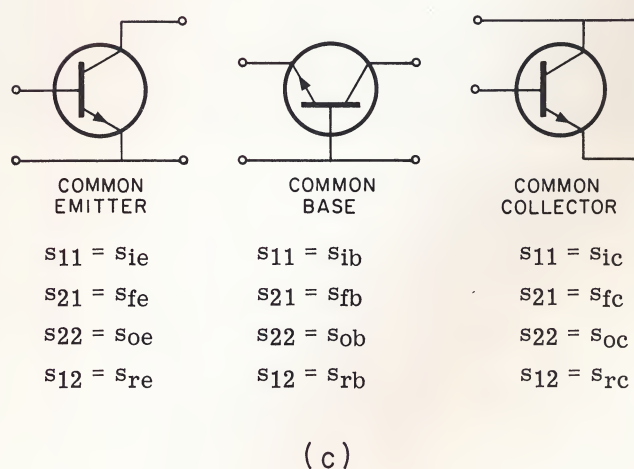 COMMON EMITTER
COMMON BASE
COMMON COLLECTOR
s11 = sie
s11 = sib
s11 = sic
s21 = sfe
s21 = sfb
s21 = sfc
s22 = soe
s22 = sob
s22 = soc
s12 = sre
s12 = srb
s12 = src
(c)